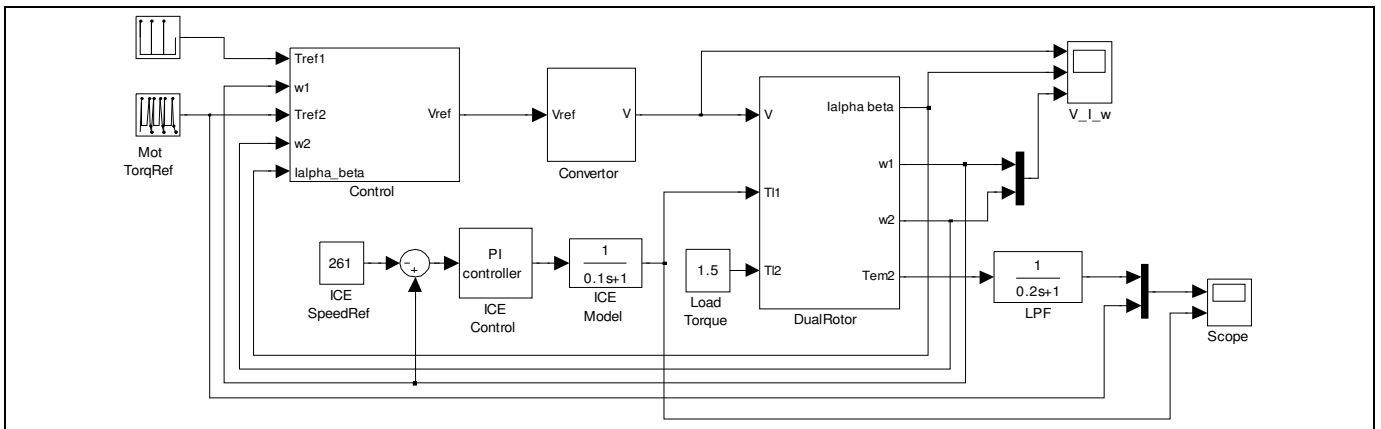 Tref1
w1
Tref2
w2
Ialpha_beta
Vref
Control
Mot
TorqRef
Vref
V
Convertor
V
Tl1
Tl2
Ialpha beta
w1
w2
Tem2
DualRotor
V_I_w
261
ICE
SpeedRef
-
+
PI
controller
ICE
Control
1
0.1s+1
ICE
Model
1.5
Load
Torque
1
0.2s+1
LPF
Scope